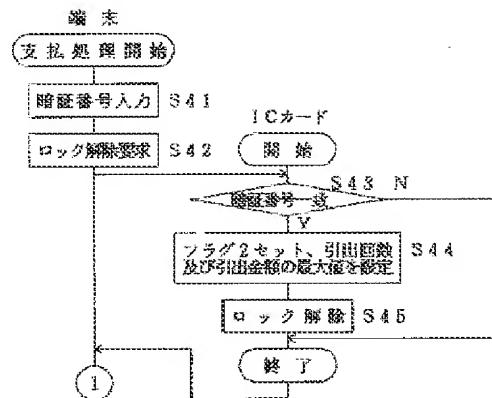 端末
支払処理開始
暗証番号入力 S41
ロック解除要求 S42
ICカード
開始
S43 N
暗証番号一致
Y
フラグ2セット、引出回数
及び引出金額の最大値を設定 S44
ロック解除 S45
終了
1